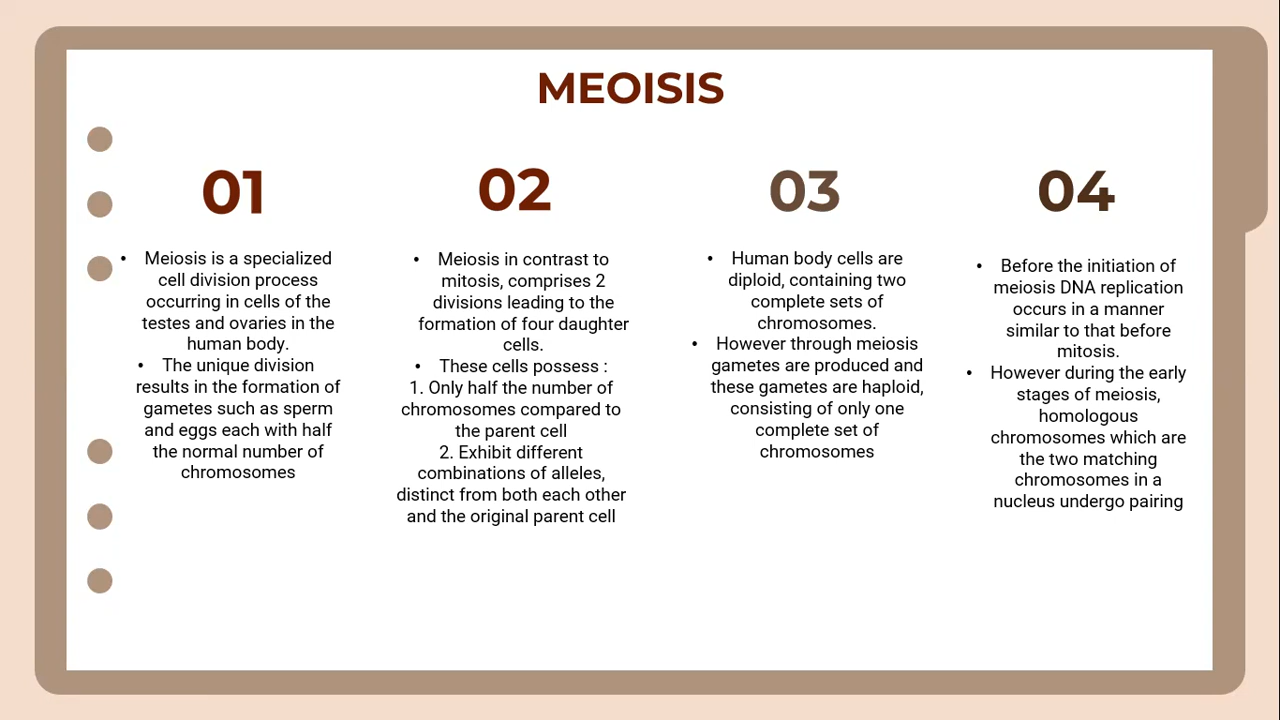 MEOISIS
01
• Meiosis is a specialized
cell division process
occurring in cells of the
testes and ovaries in the
human body.
• The unique division
results in the formation of
gametes such as sperm
and eggs each with half
the normal number of
chromosomes
02
• Meiosis in contrast to
mitosis, comprises 2
divisions leading to the
formation of four daughter
cells.
• These cells possess :
1. Only half the number of
chromosomes compared to
the parent cell
2. Exhibit different
combinations of alleles,
distinct from both each other
and the original parent cell
03
• Human body cells are
diploid, containing two
complete sets of
chromosomes.
• However through meiosis
gametes are produced and
these gametes are haploid,
consisting of only one
complete set of
chromosomes
04
• Before the initiation of
meiosis DNA replication
occurs in a manner
similar to that before
mitosis.
• However during the early
stages of meiosis,
homologous
chromosomes which are
the two matching
chromosomes in a
nucleus undergo pairing